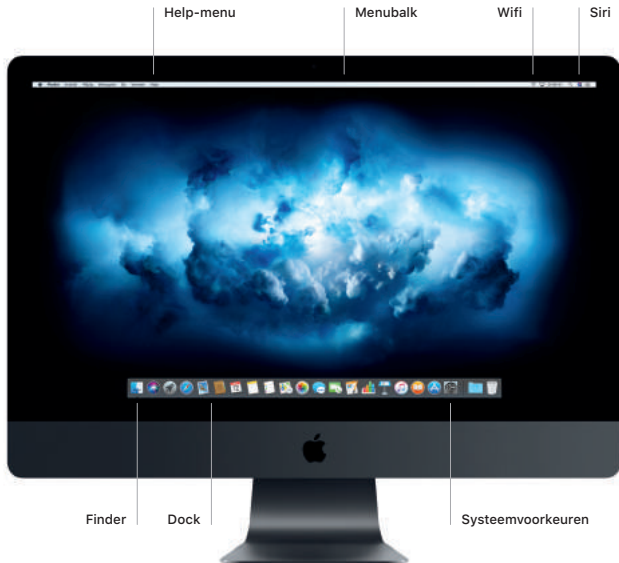 Help-menu
Menubalk
Wifi
Siri
Finder
Dock
Systeemvoorkeuren